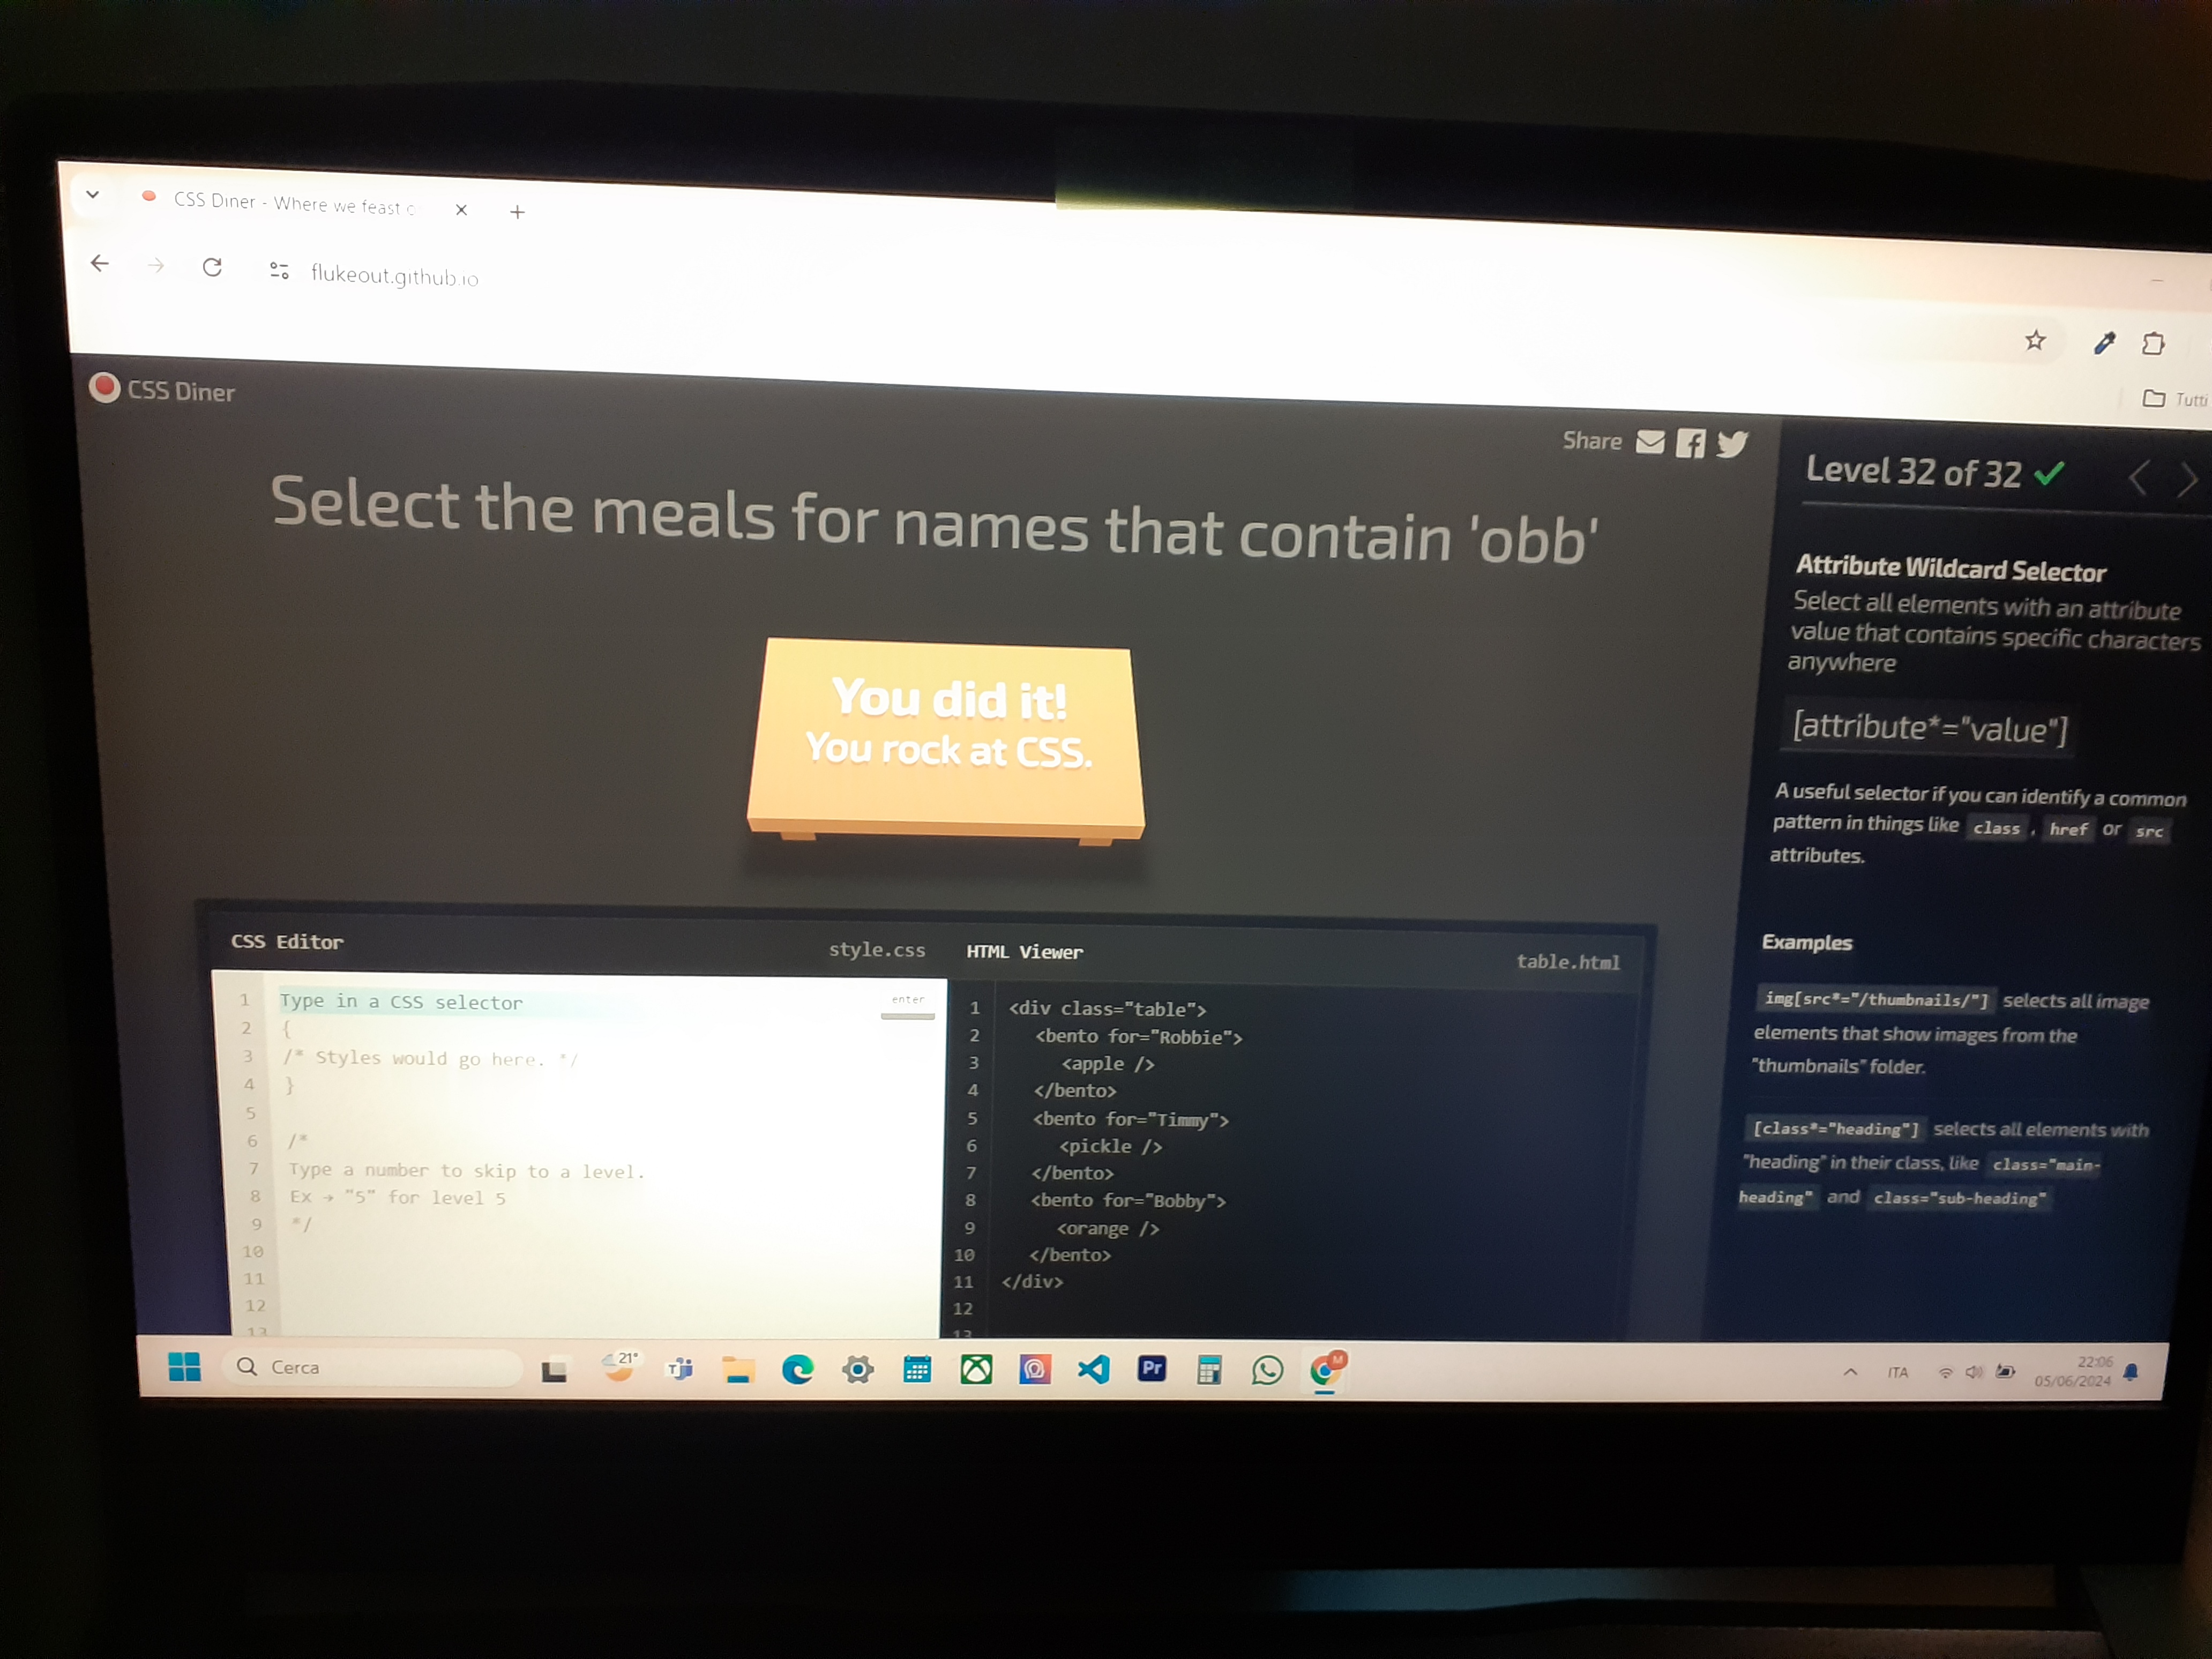 CSS Diner - Where we feast
flukeout.github.io
Tutti
CSS Diner
Share
Select the meals for names that contain 'obb'
You did it!
You rock at CSS.
CSS Editor
style.css
1 Type in a CSS selector
enter
2 {
3 /* Styles would go here. */
4 }
5
6 /*
7 Type a number to skip to a level.
8 Ex → "5" for level 5
9 */
10
11
12
13
HTML Viewer
table.html
1 <div class="table">
2 <bento for="Robbie">
3 <apple />
4 </bento>
5 <bento for="Timmy">
6 <pickle />
7 </bento>
8 <bento for="Bobby">
9 <orange />
10 </bento>
11 </div>
12
13
Level 32 of 32
Attribute Wildcard Selector
Select all elements with an attribute
value that contains specific characters
anywhere
[attribute*="value"]
A useful selector if you can identify a common
pattern in things like class , href or src
attributes.
Examples
img[src*="/thumbnails/"] selects all image
elements that show images from the
"thumbnails" folder.
[class*="heading"] selects all elements with
"heading" in their class, like class="main-
heading" and class="sub-heading"
Cerca
21°
Pr
M
ITA
22:06
05/06/2024